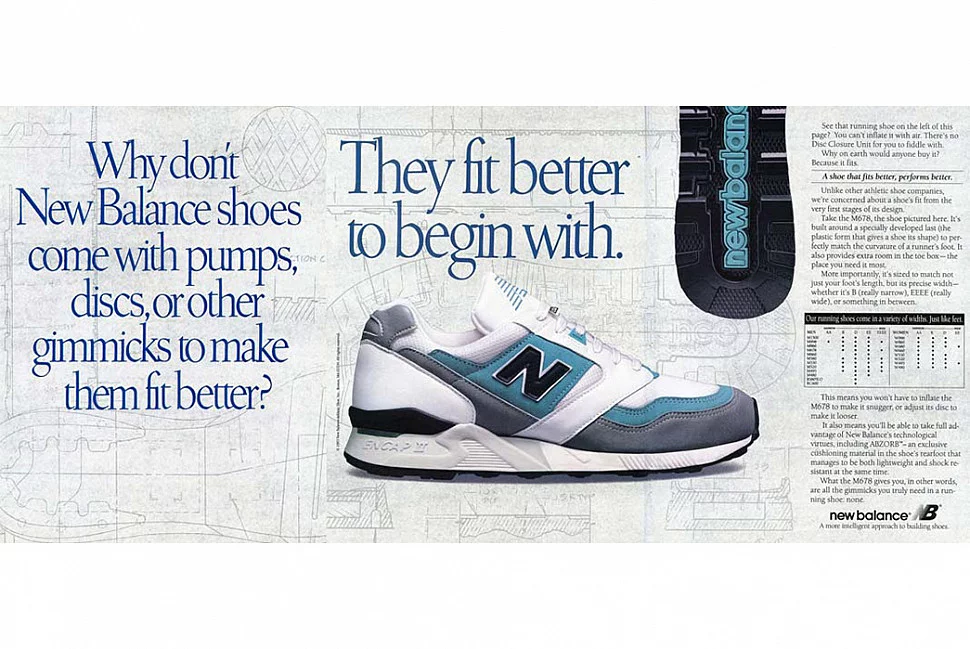 Why don't
New Balance shoes
come with pumps,
discs, or other
gimmicks to make
them fit better?
They fit better
to begin with.
N
ENCAP II
new balance
See that running shoe on the left of this
page? You can't inflate it with air. There's no
Disc Closure Unit for you to fiddle with.
Why on earth would anyone buy it?
Because it fits.
A shoe that fits better, performs better.
Unlike other athletic shoe companies,
we're concerned about a shoe's fit from the
very first stages of its design.
Take the M678, the shoe pictured here. It's
built around a specially developed last (the
plastic form that gives a shoe its shape) to per-
fectly match the curvature of a runner's foot. It
also provides extra room in the toe box—the
place you need it most.
More importantly, it's sized to match not
just your foot's length, but its precise width—
whether it's B (really narrow), EEEE (really
wide), or something in between.
Our running shoes come in a variety of widths. Just like feet.
MEN AA B D EE EEEE WOMEN AA B D EE
This means you won't have to inflate the
M678 to make it snugger, or adjust its disc to
make it looser.
It also means you'll be able to take full ad-
vantage of New Balance's technological
virtues, including ABZORB™—an exclusive
cushioning material in the shoe's rearfoot that
manages to be both lightweight and shock re-
sistant at the same time.
What the M678 gives you, in other words,
are all the gimmicks you truly need in a run-
ning shoe: none.
new balance® NB
A more intelligent approach to building shoes.